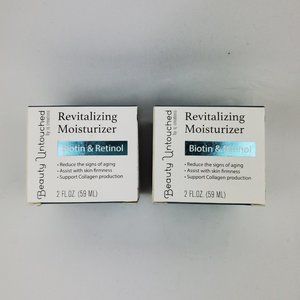 Beauty Untouched
Revitalizing
Moisturizer
Biotin & Retinol
• Reduce the signs of aging
• Assist with skin firmness
• Support Collagen production
2 FL.OZ. (59 ML)
Beauty Untouched
Revitalizing
Moisturizer
Biotin & Retinol
• Reduce the signs of aging
• Assist with skin firmness
• Support Collagen production
2 FL.OZ. (59 ML)